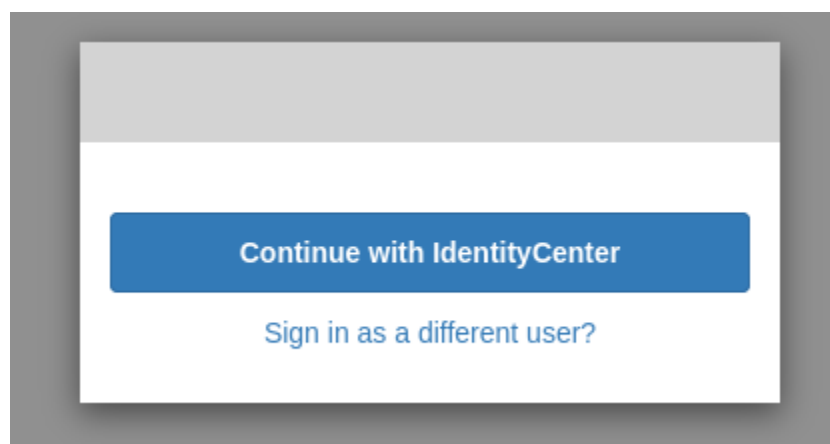 Continue with IdentityCenter
Sign in as a different user?